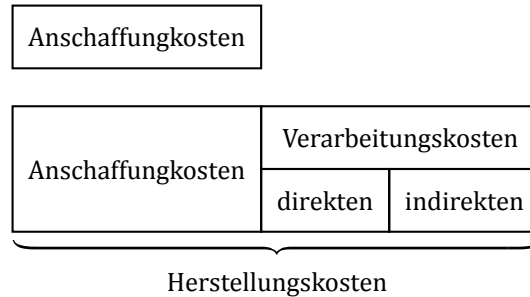 Anschaffungkosten
Anschaffungkosten
Verarbeitungskosten
direkten indirekten
Herstellungskosten